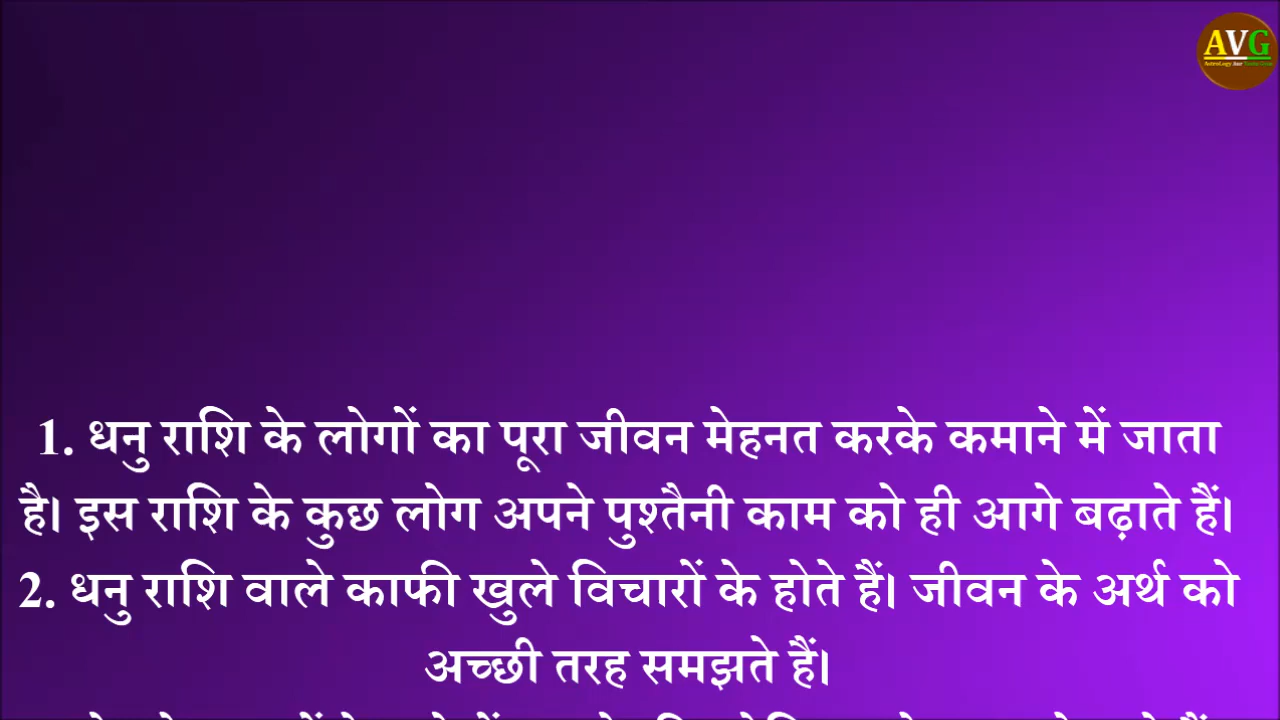 AVG
1. धनु राशि के लोगों का पूरा जीवन मेहनत करके कमाने में जाता
है। इस राशि के कुछ लोग अपने पुश्तैनी काम को ही आगे बढ़ाते हैं।
2. धनु राशि वाले काफी खुले विचारों के होते हैं। जीवन के अर्थ को
अच्छी तरह समझते हैं।